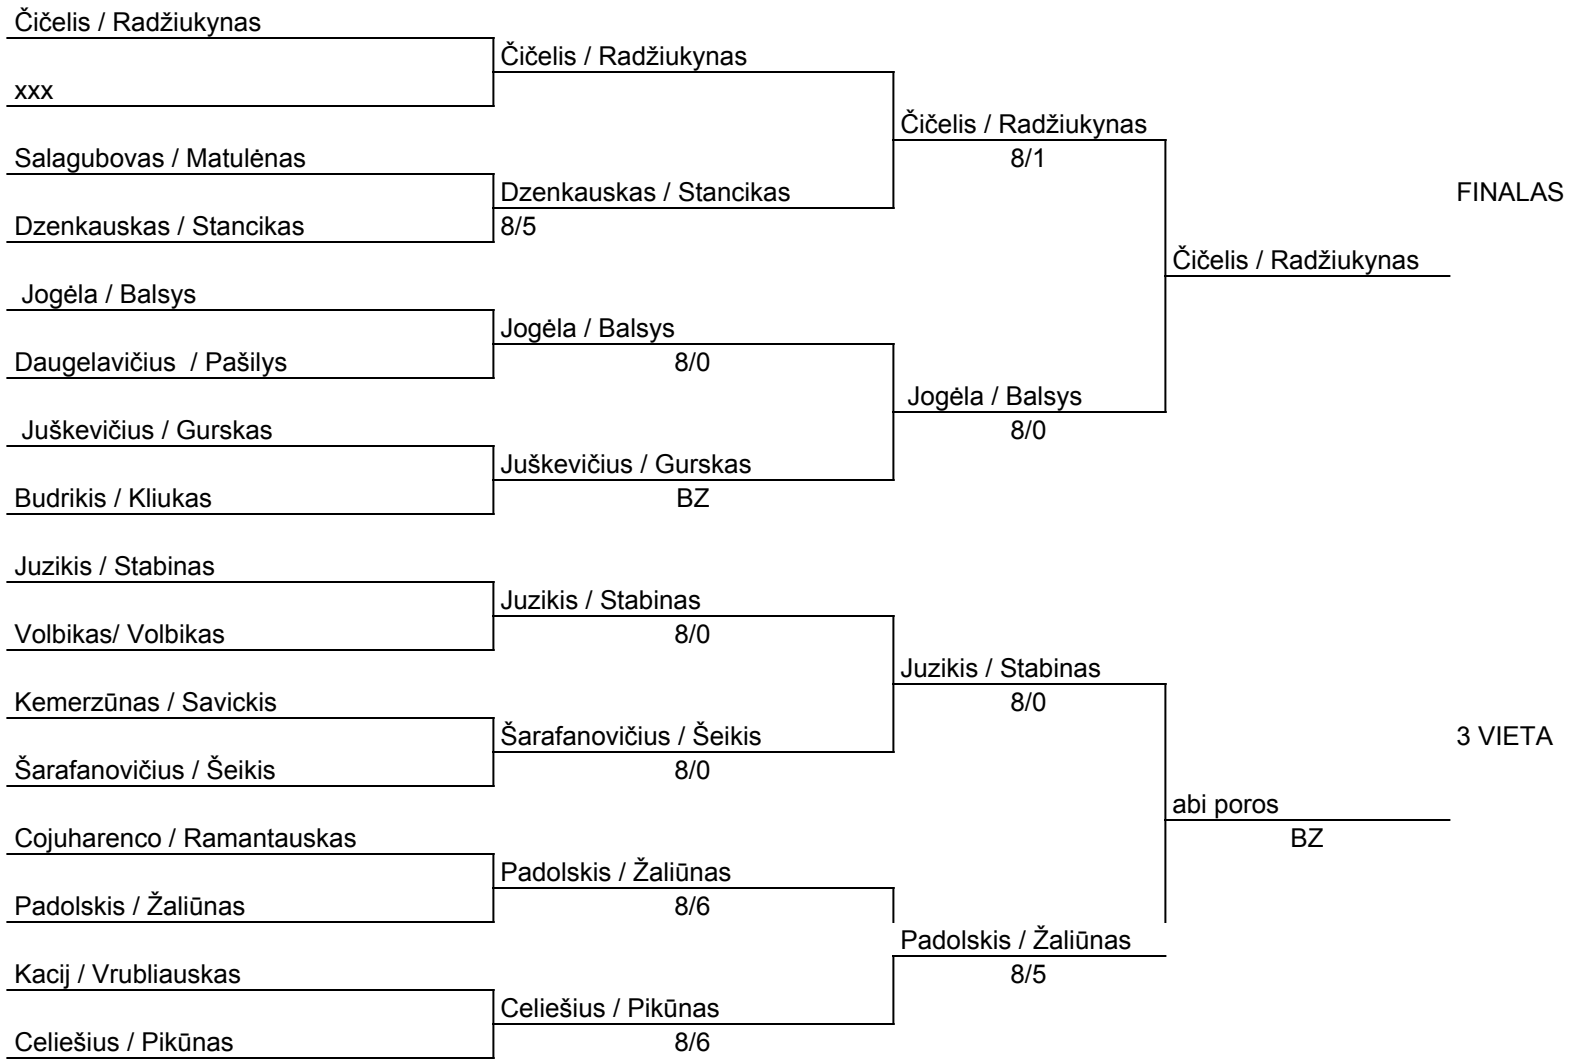 Čičelis / Radžiukynas
Čičelis / Radžiukynas
xxx
Čičelis / Radžiukynas
Salagubovas / Matulėnas
8/1
Dzenkauskas / Stancikas
FINALAS
Dzenkauskas / Stancikas
8/5
Čičelis / Radžiukynas
Jogėla / Balsys
Jogėla / Balsys
Daugelavičius / Pašilys
8/0
Jogėla / Balsys
Juškevičius / Gurskas
8/0
Juškevičius / Gurskas
Budrikis / Kliukas
BZ
Juzikis / Stabinas
Juzikis / Stabinas
Volbikas/ Volbikas
8/0
Juzikis / Stabinas
Kemerzūnas / Savickis
8/0
Šarafanovičius / Šeikis
3 VIETA
Šarafanovičius / Šeikis
8/0
abi poros
Cojuharenco / Ramantauskas
BZ
Padolskis / Žaliūnas
Padolskis / Žaliūnas
8/6
Padolskis / Žaliūnas
Kacij / Vrubliauskas
8/5
Celiešius / Pikūnas
Celiešius / Pikūnas
8/6